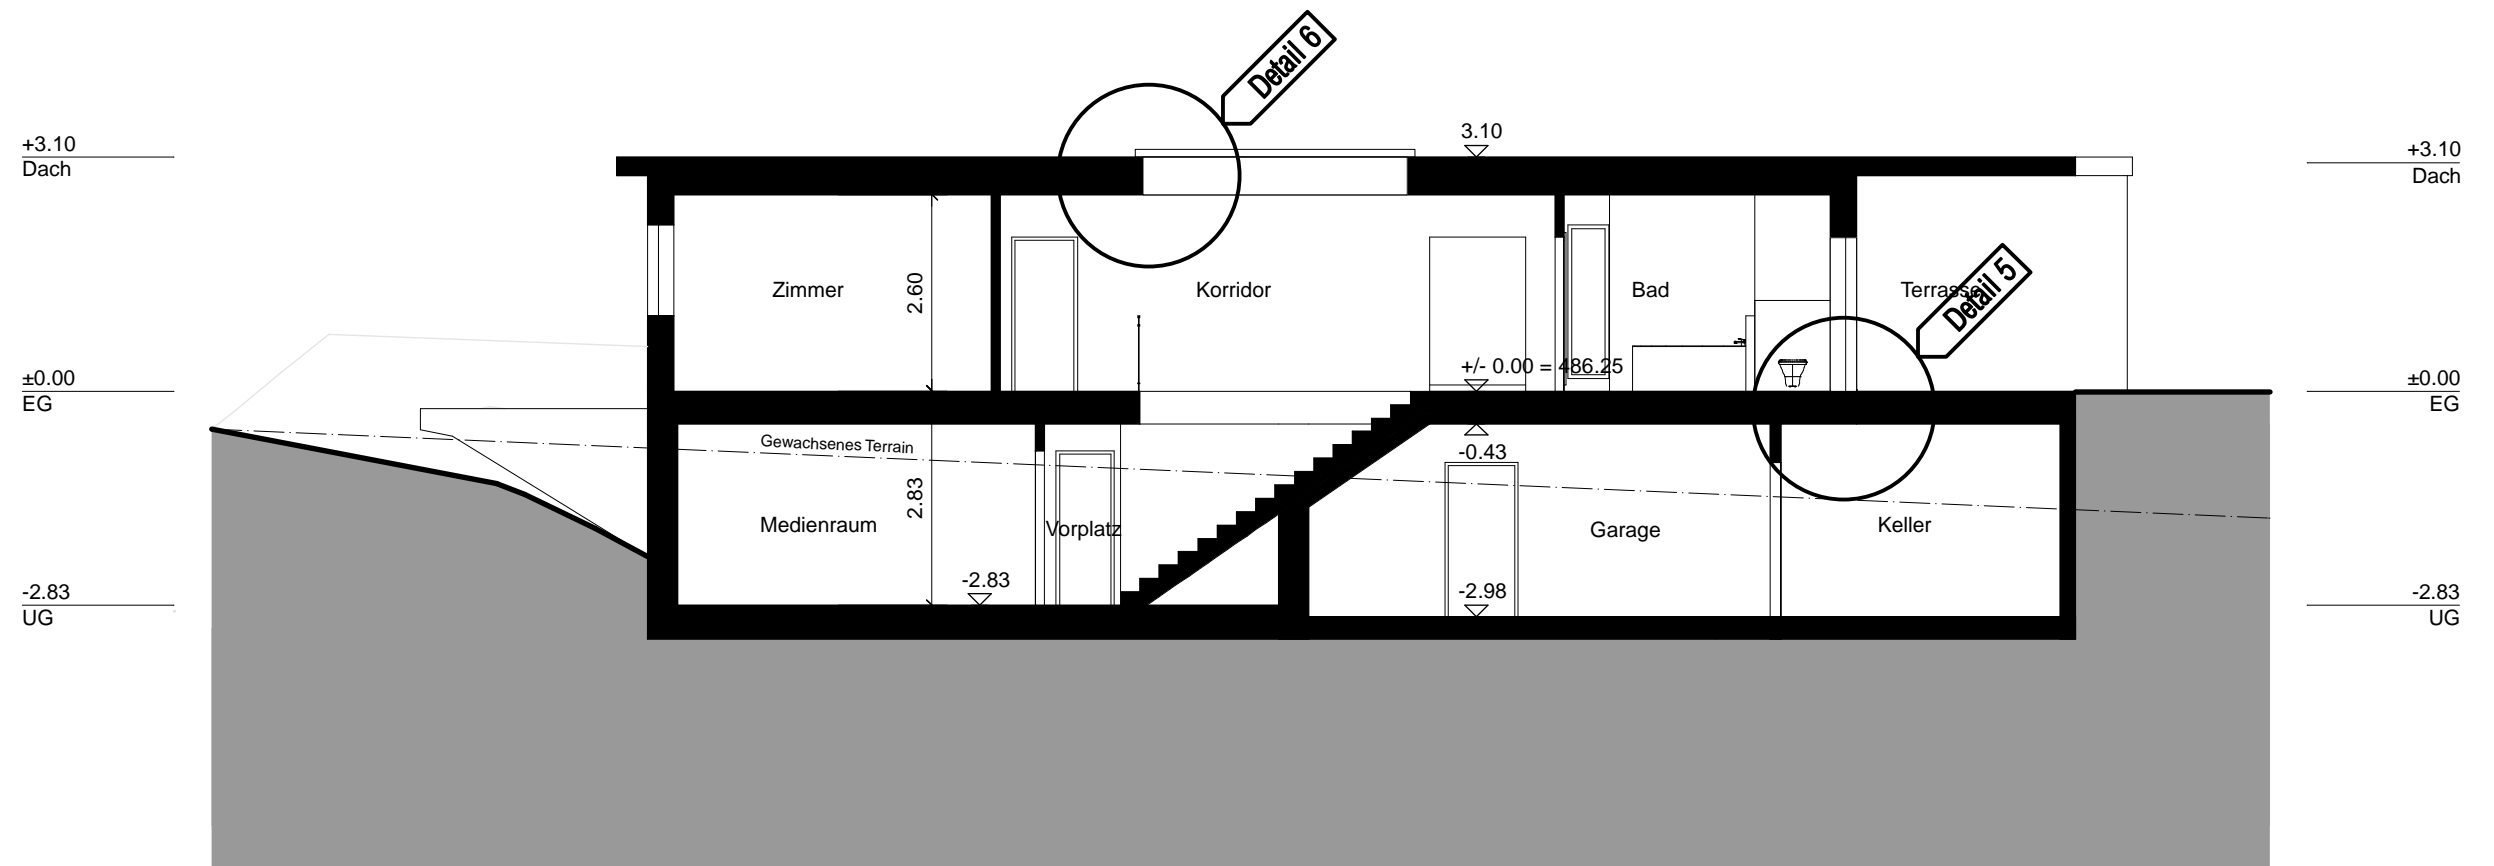 Detail 6
+3.10
Dach
3.10
+3.10
Dach
Zimmer
2.60
Korridor
Bad
Terrasse
Detail 5
±0.00
EG
+/- 0.00 = 486.25
±0.00
EG
Gewachsenes Terrain
-0.43
Medienraum
2.83
Vorplatz
Garage
Keller
-2.83
UG
-2.83
-2.98
-2.83
UG